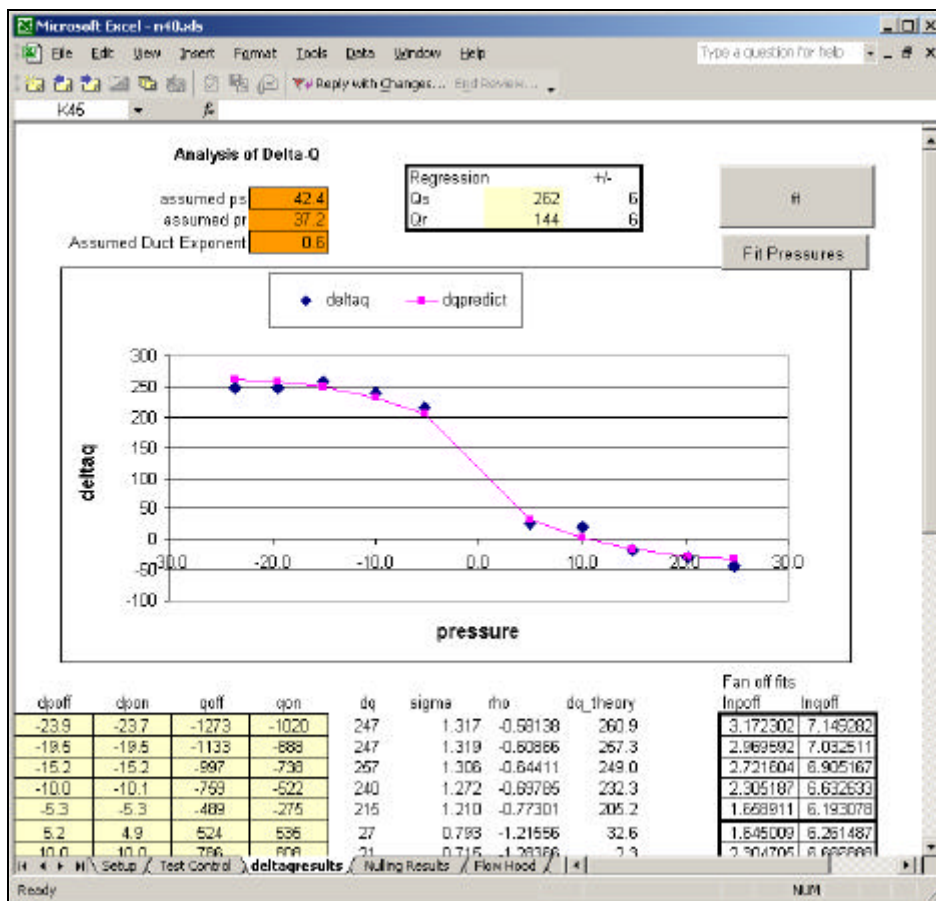 Microsoft Excel - n40.xls
File Edit View Insert Format Tools Data Window Help Type a question for help
Reply with Changes... End Review...
K46 fx
Analysis of Delta-Q
assumed ps 42.4
assumed pr 37.2
Assumed Duct Exponent 0.6
Regression +/-
Qs 262 6
Qr 144 6
fit
Fit Pressures
deltaq dqpredict
300
250
200
150
100
50
0
-50
-100
-30.0 -20.0 -10.0 0.0 10.0 20.0 30.0
deltaq
pressure
Fan off fits
dpoff dpon qoff qon dq sigma rho dq_theory lnpoff lnqoff
-23.9 -23.7 -1273 -1020 247 1.317 -0.58138 260.9 3.172302 7.149282
-19.5 -19.5 -1133 -888 247 1.319 -0.60866 257.3 2.969592 7.032511
-15.2 -15.2 -997 -738 257 1.306 -0.64411 249.0 2.721604 6.905167
-10.0 -10.1 -759 -522 240 1.272 -0.69785 232.3 2.305187 6.632633
-5.3 -5.3 -489 -275 215 1.210 -0.77301 205.2 1.658911 6.193078
5.2 4.9 524 536 27 0.793 -1.21556 32.6 1.645009 6.261487
10.0 10.0
Setup Test Control deltaqresults Nulling Results Flow Hood
Ready NUM